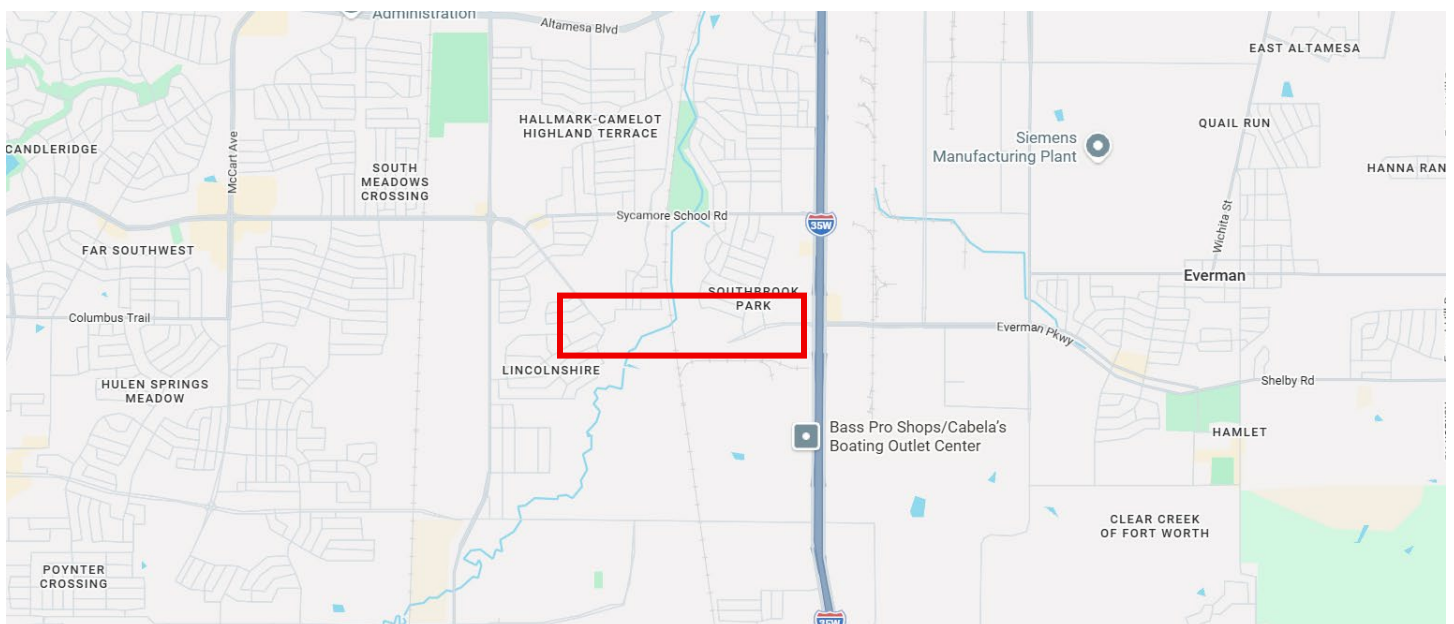 Administration
Altamesa Blvd
EAST ALTAMESA
HALLMARK-CAMELOT
HIGHLAND TERRACE
QUAIL RUN
Siemens
Manufacturing Plant
CANDLERIDGE
McCart Ave
SOUTH
MEADOWS
CROSSING
HANNA RAN
Sycamore School Rd
35W
Wichita St
FAR SOUTHWEST
Everman
SOUTHBROOK
PARK
Columbus Trail
Everman Pkwy
LINCOLNSHIRE
Shelby Rd
HULEN SPRINGS
MEADOW
Bass Pro Shops/Cabela's
Boating Outlet Center
HAMLET
CLEAR CREEK
OF FORT WORTH
POYNTER
CROSSING
35W